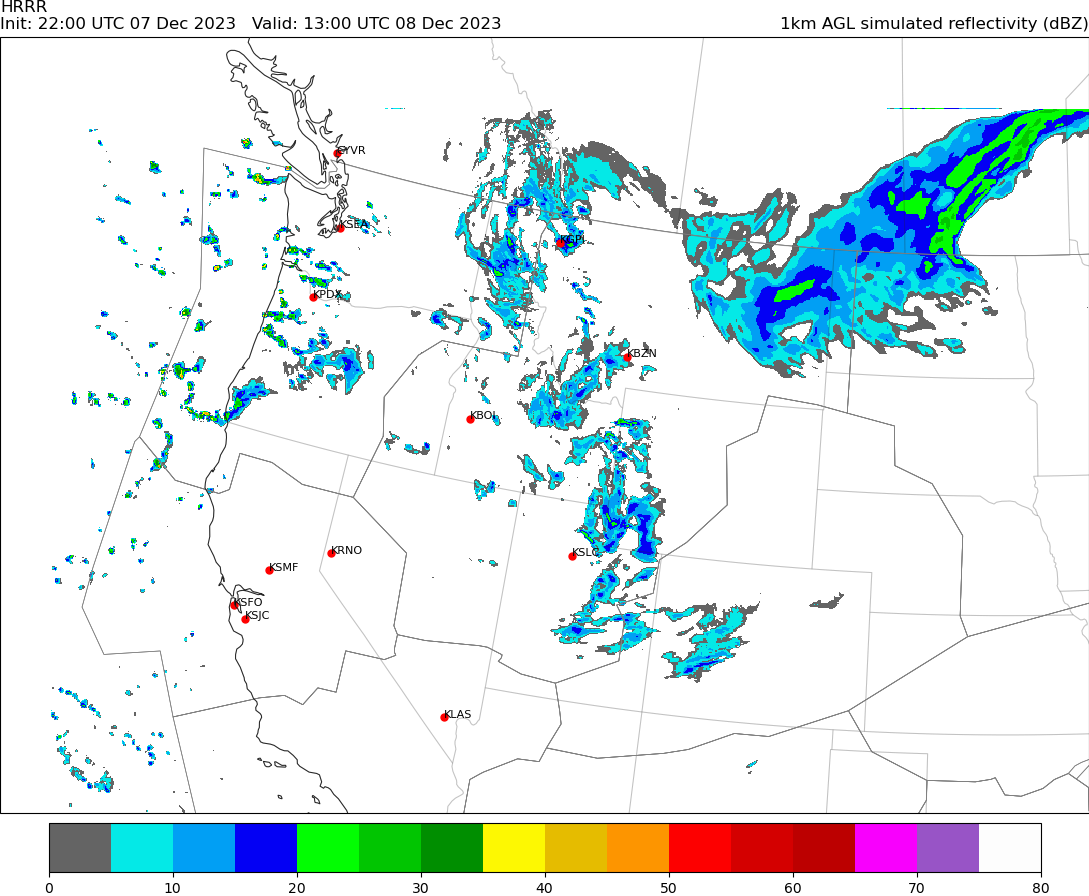 HRRR
Init: 22:00 UTC 07 Dec 2023   Valid: 13:00 UTC 08 Dec 2023   1km AGL simulated reflectivity (dBZ)
CYVR
KSEA
KGPI
KPDX
KBZN
KBOI
KRNO
KSLC
KSMF
KSFO
KSJC
KLAS
0 10 20 30 40 50 60 70 80